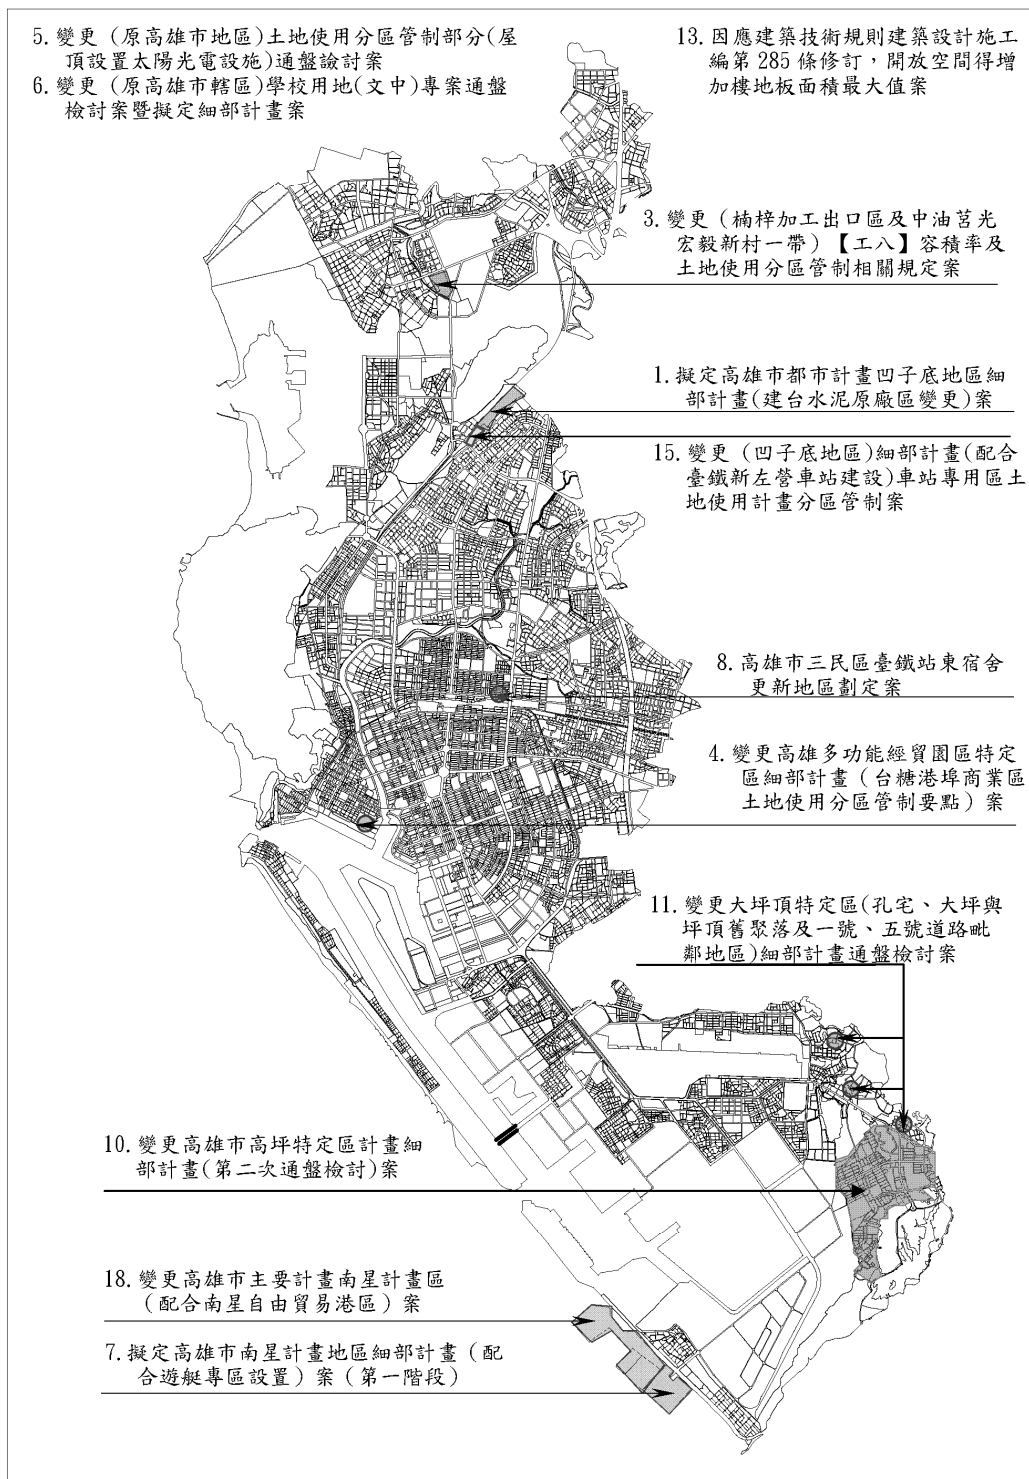 5. 變更（原高雄市地區)土地使用分區管制部分(屋
頂設置太陽光電設施)通盤檢討案
6. 變更（原高雄市轄區)學校用地(文中)專案通盤
檢討案暨擬定細部計畫案
13. 因應建築技術規則建築設計施工
編第 285 條修訂，開放空間得增
加樓地板面積最大值案
3. 變更（楠梓加工出口區及中油莒光
宏毅新村一帶）【工八】容積率及
土地使用分區管制相關規定案
1. 擬定高雄市都市計畫凹子底地區細
部計畫(建台水泥原廠區變更)案
15. 變更（凹子底地區)細部計畫(配合
臺鐵新左營車站建設)車站專用區土
地使用計畫分區管制案
8. 高雄市三民區臺鐵站東宿舍
更新地區劃定案
4. 變更高雄多功能經貿園區特定
區細部計畫（台糖港埠商業區
土地使用分區管制要點）案
11. 變更大坪頂特定區(孔宅、大坪與
坪頂舊聚落及一號、五號道路毗
鄰地區)細部計畫通盤檢討案
10. 變更高雄市高坪特定區計畫細
部計畫(第二次通盤檢討)案
18. 變更高雄市主要計畫南星計畫區
（配合南星自由貿易港區）案
7. 擬定高雄市南星計畫地區細部計畫（配
合遊艇專區設置）案（第一階段）